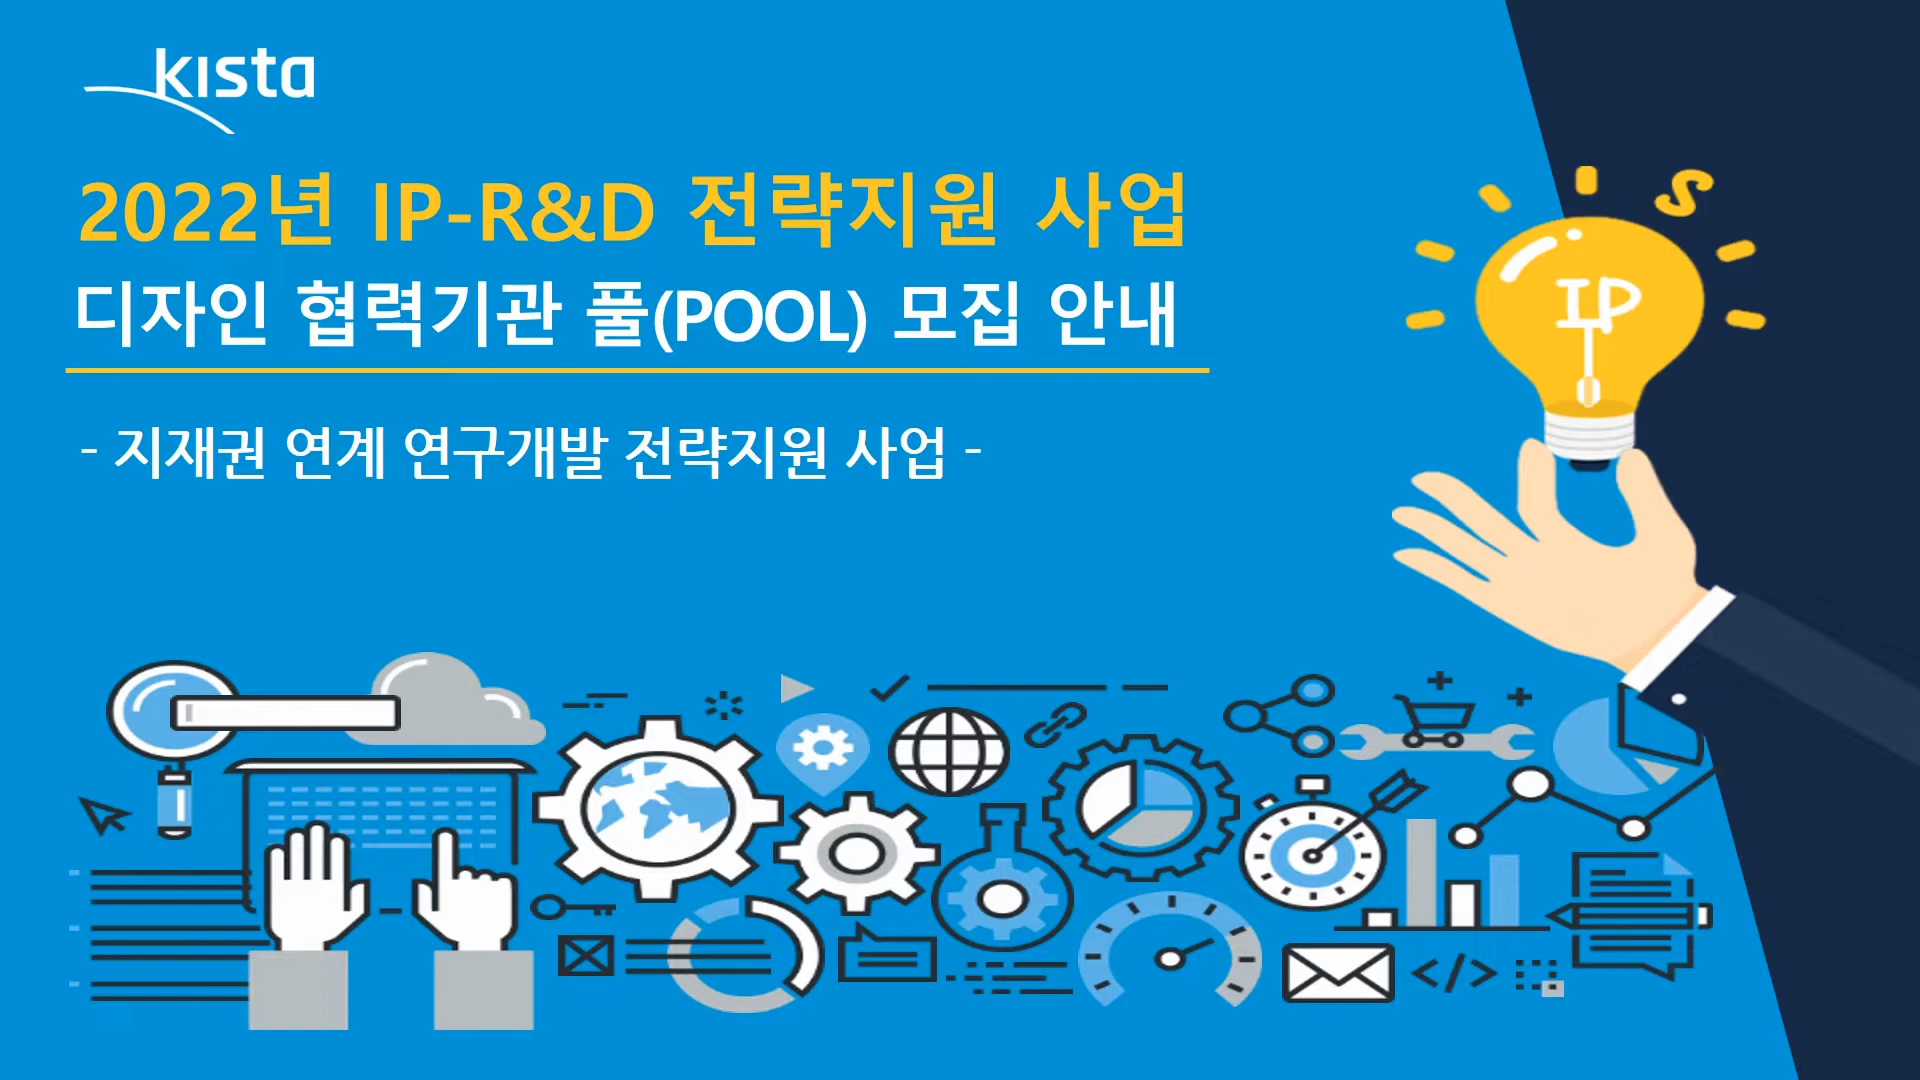 kista
2022년 IP-R&D 전략지원 사업
디자인 협력기관 풀(POOL) 모집 안내
- 지재권 연계 연구개발 전략지원 사업 -
IP